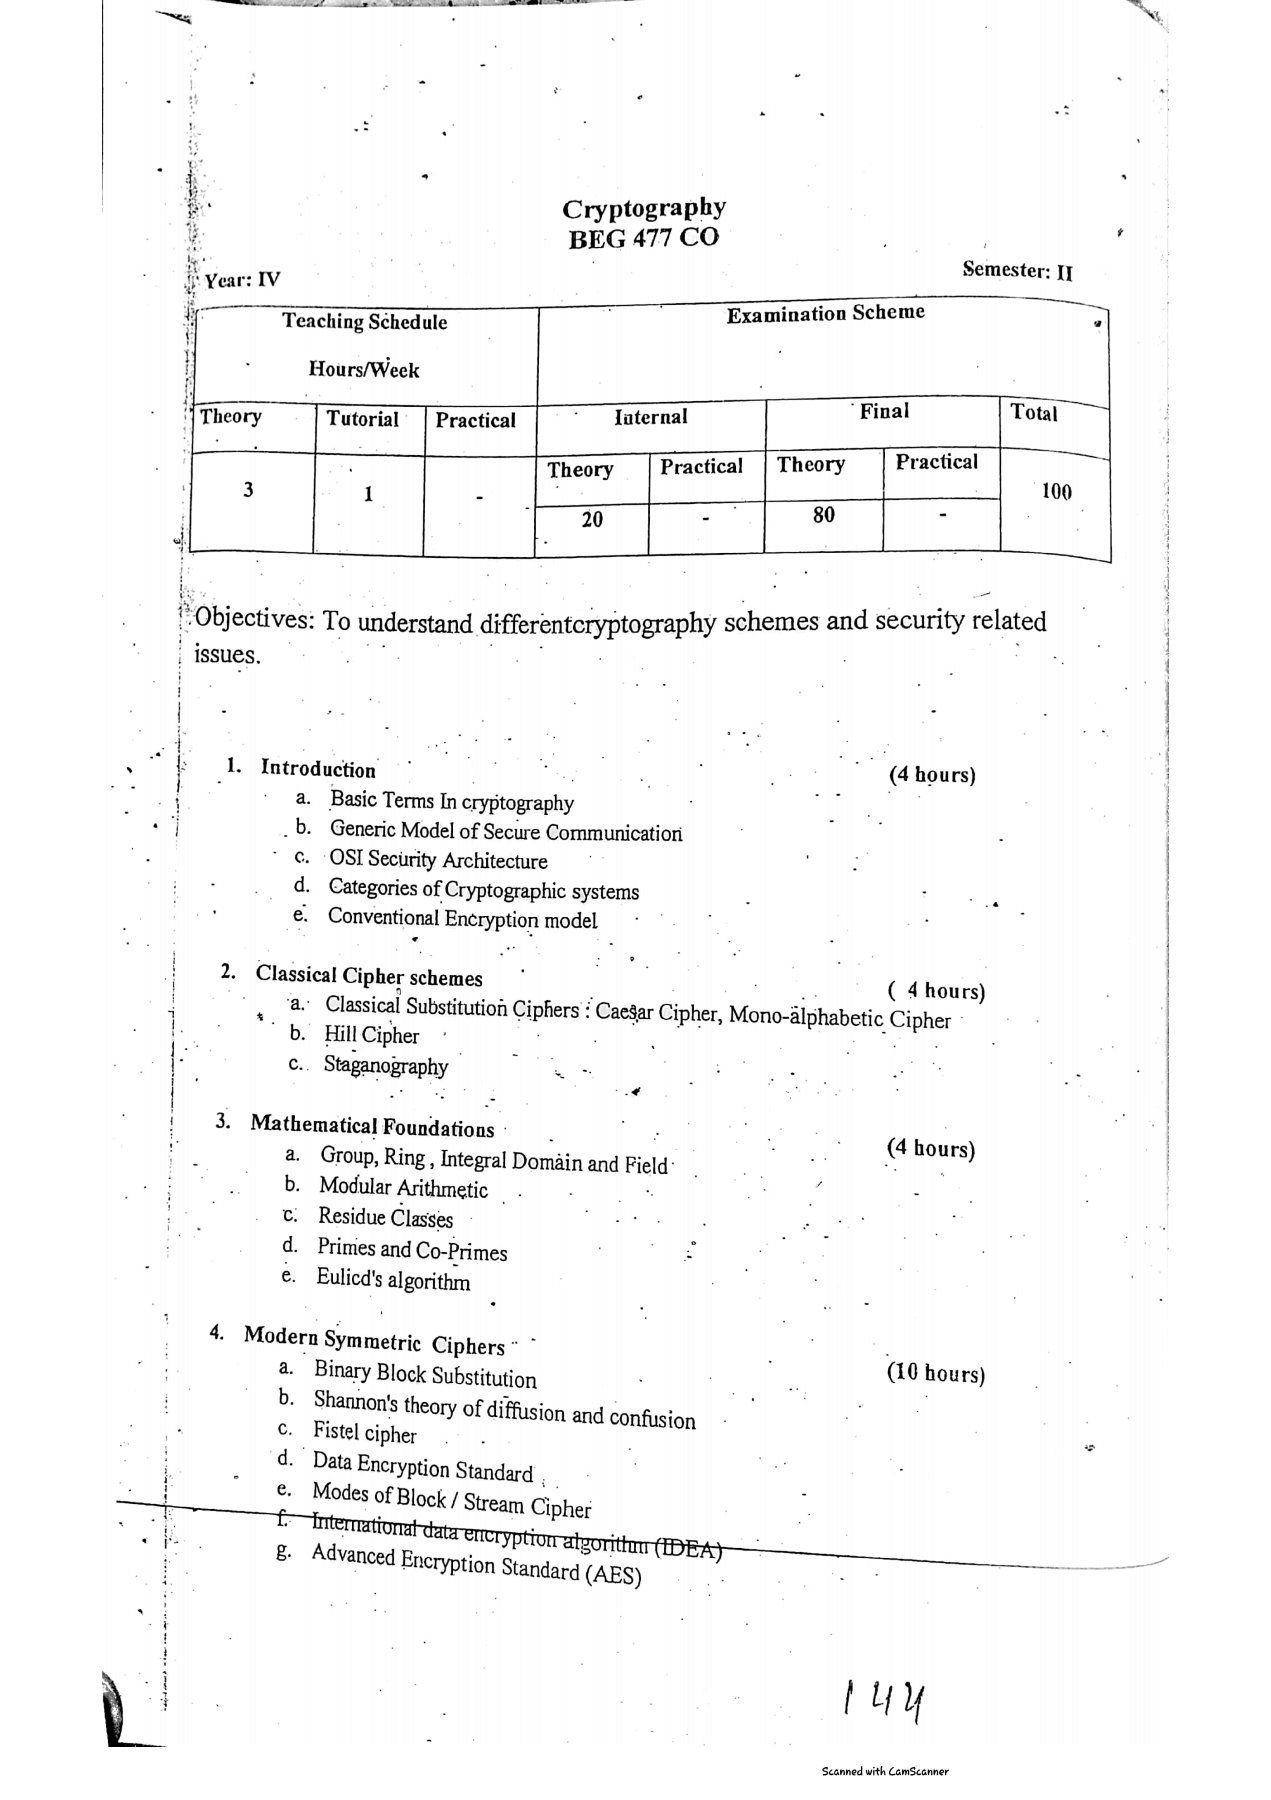 Cryptography
BEG 477 CO
Year: IV
Semester: II
Teaching Schedule
Hours/Week
Examination Scheme
Theory Tutorial Practical Internal Final Total
Theory Practical Theory Practical
3 1 - 20 - 80 - 100
Objectives: To understand differentcryptography schemes and security related
issues.
1. Introduction (4 hours)
a. Basic Terms In cryptography
b. Generic Model of Secure Communication
c. OSI Security Architecture
d. Categories of Cryptographic systems
e. Conventional Encryption model
2. Classical Cipher schemes ( 4 hours)
a. Classical Substitution Ciphers : Caesar Cipher, Mono-alphabetic Cipher
b. Hill Cipher
c. Staganography
3. Mathematical Foundations (4 hours)
a. Group, Ring , Integral Domain and Field
b. Modular Arithmetic
c. Residue Classes
d. Primes and Co-Primes
e. Eulicd's algorithm
4. Modern Symmetric Ciphers (10 hours)
a. Binary Block Substitution
b. Shannon's theory of diffusion and confusion
c. Fistel cipher
d. Data Encryption Standard
e. Modes of Block / Stream Cipher
f. International data encryption algorithm (IDEA)
g. Advanced Encryption Standard (AES)
144
Scanned with CamScanner